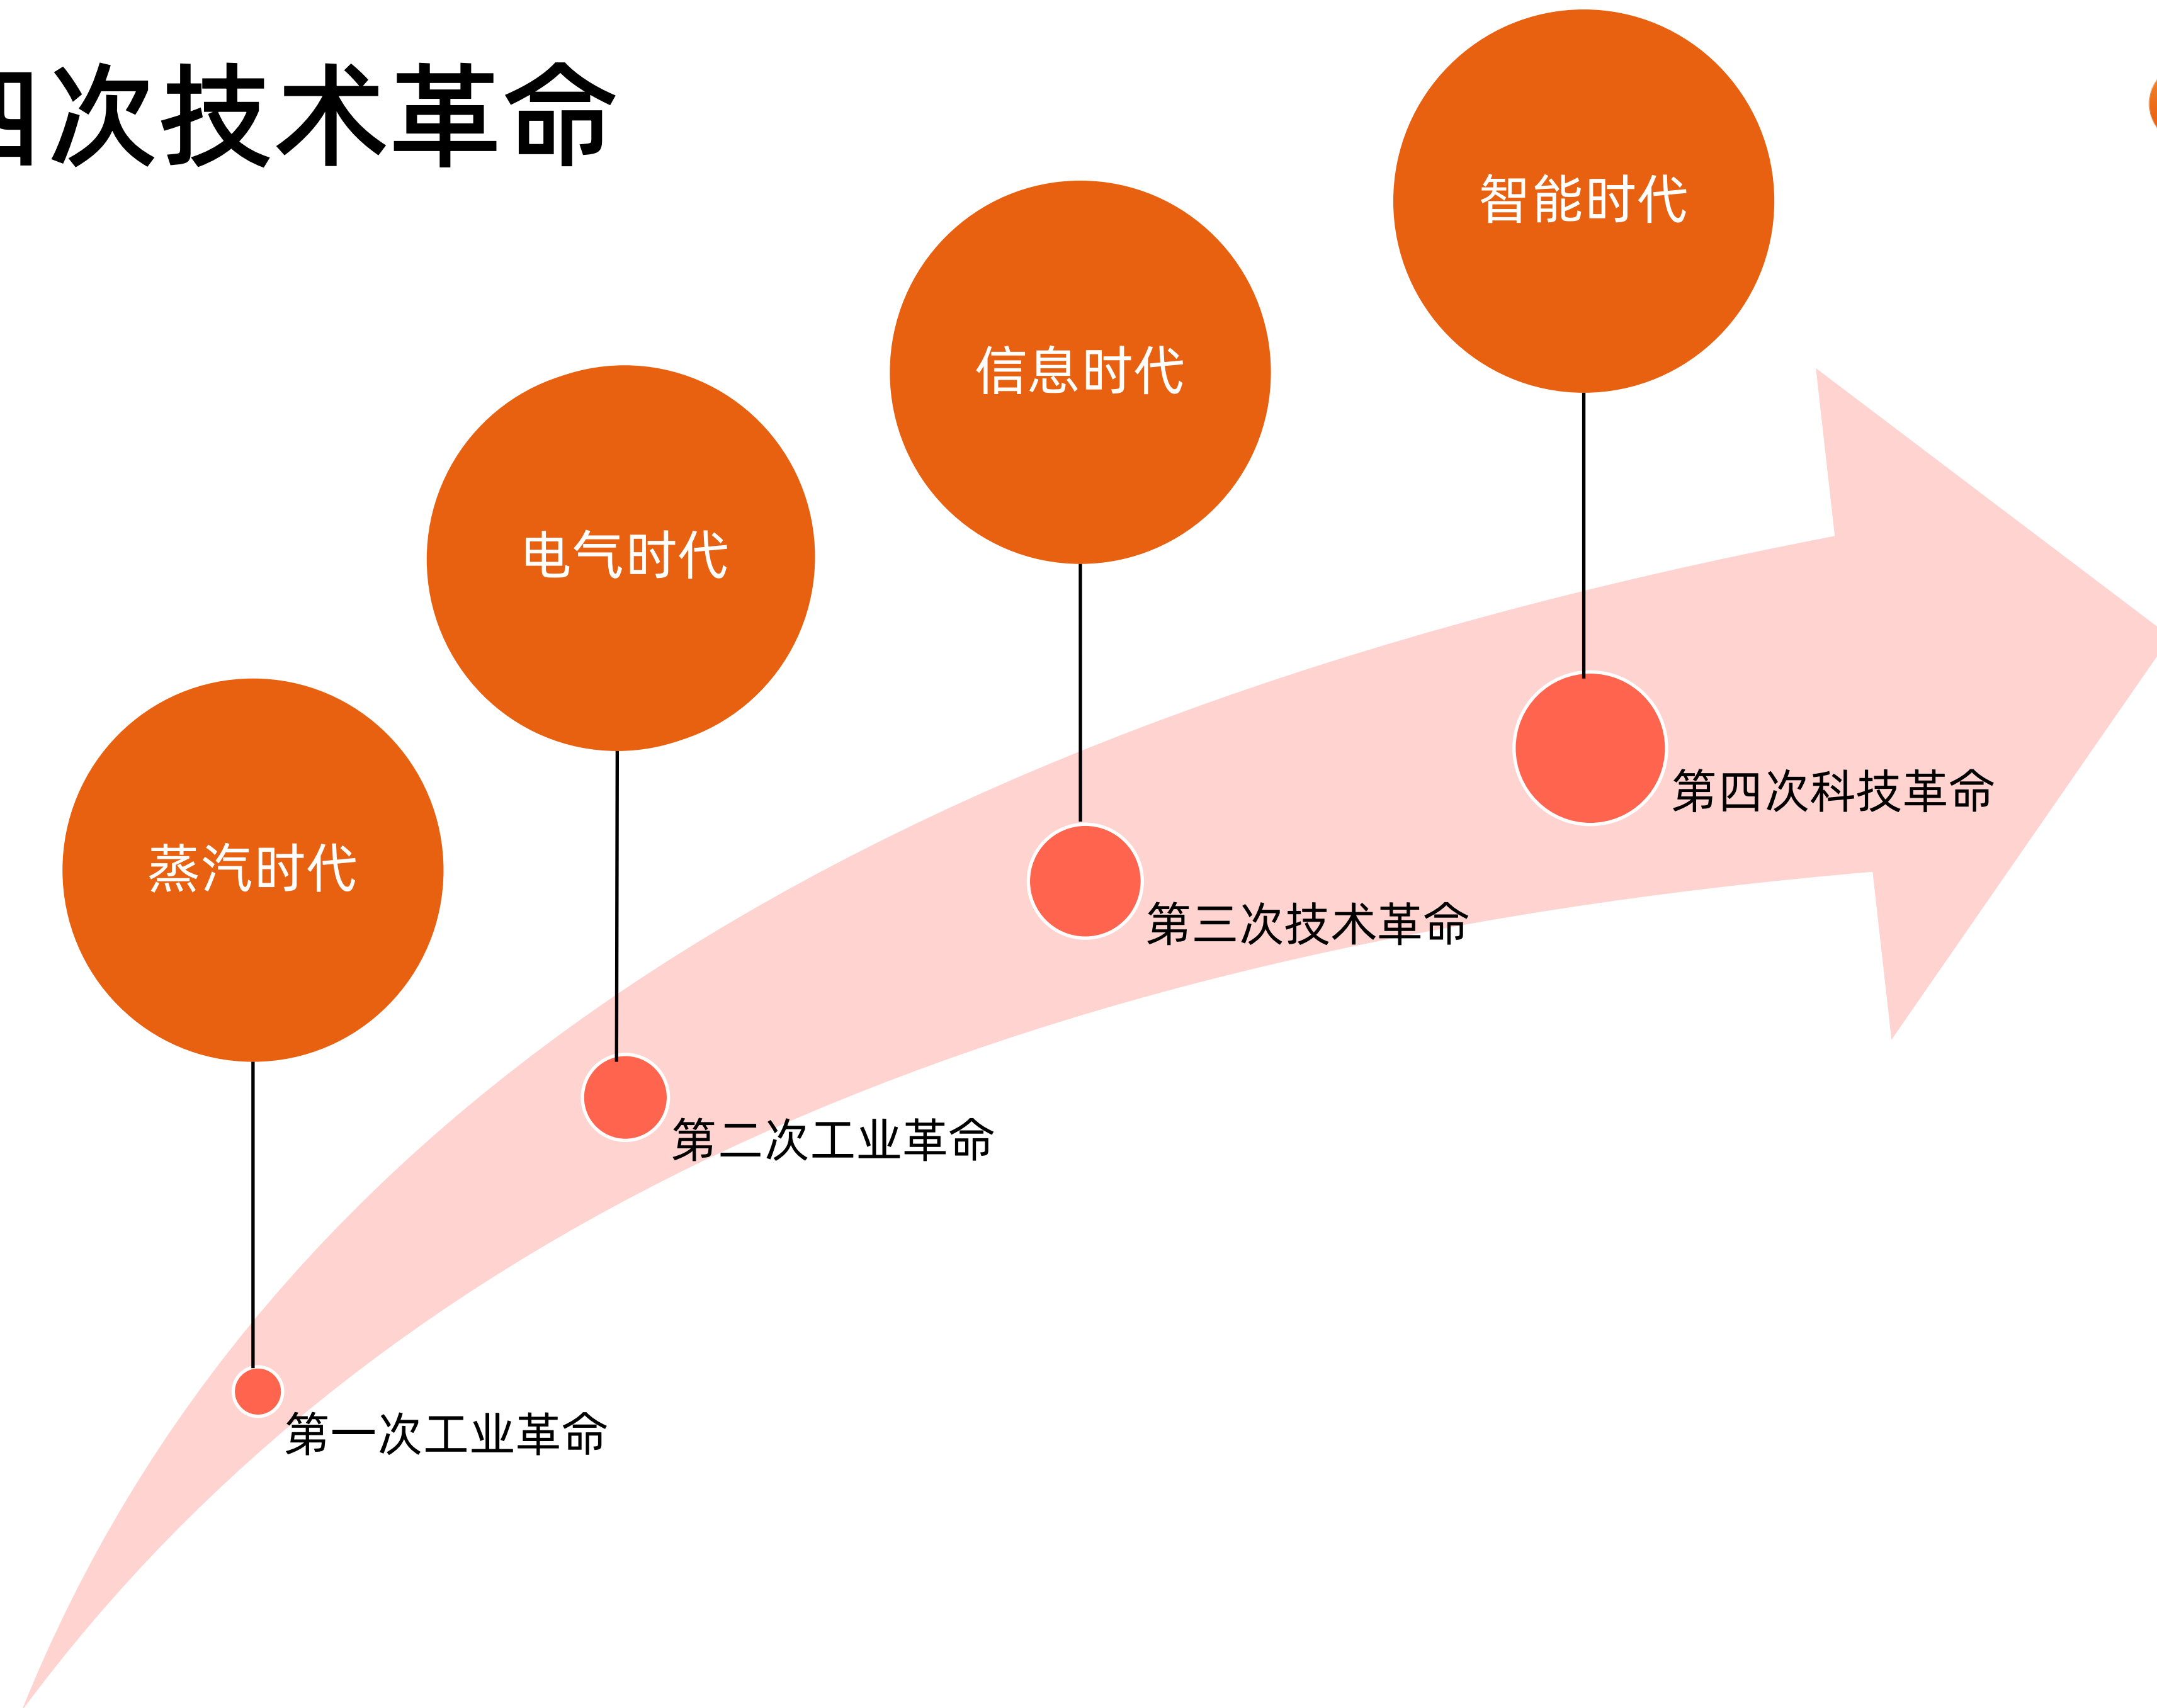 四次技术革命
智能时代
信息时代
电气时代
蒸汽时代
第四次科技革命
第三次技术革命
第二次工业革命
第一次工业革命